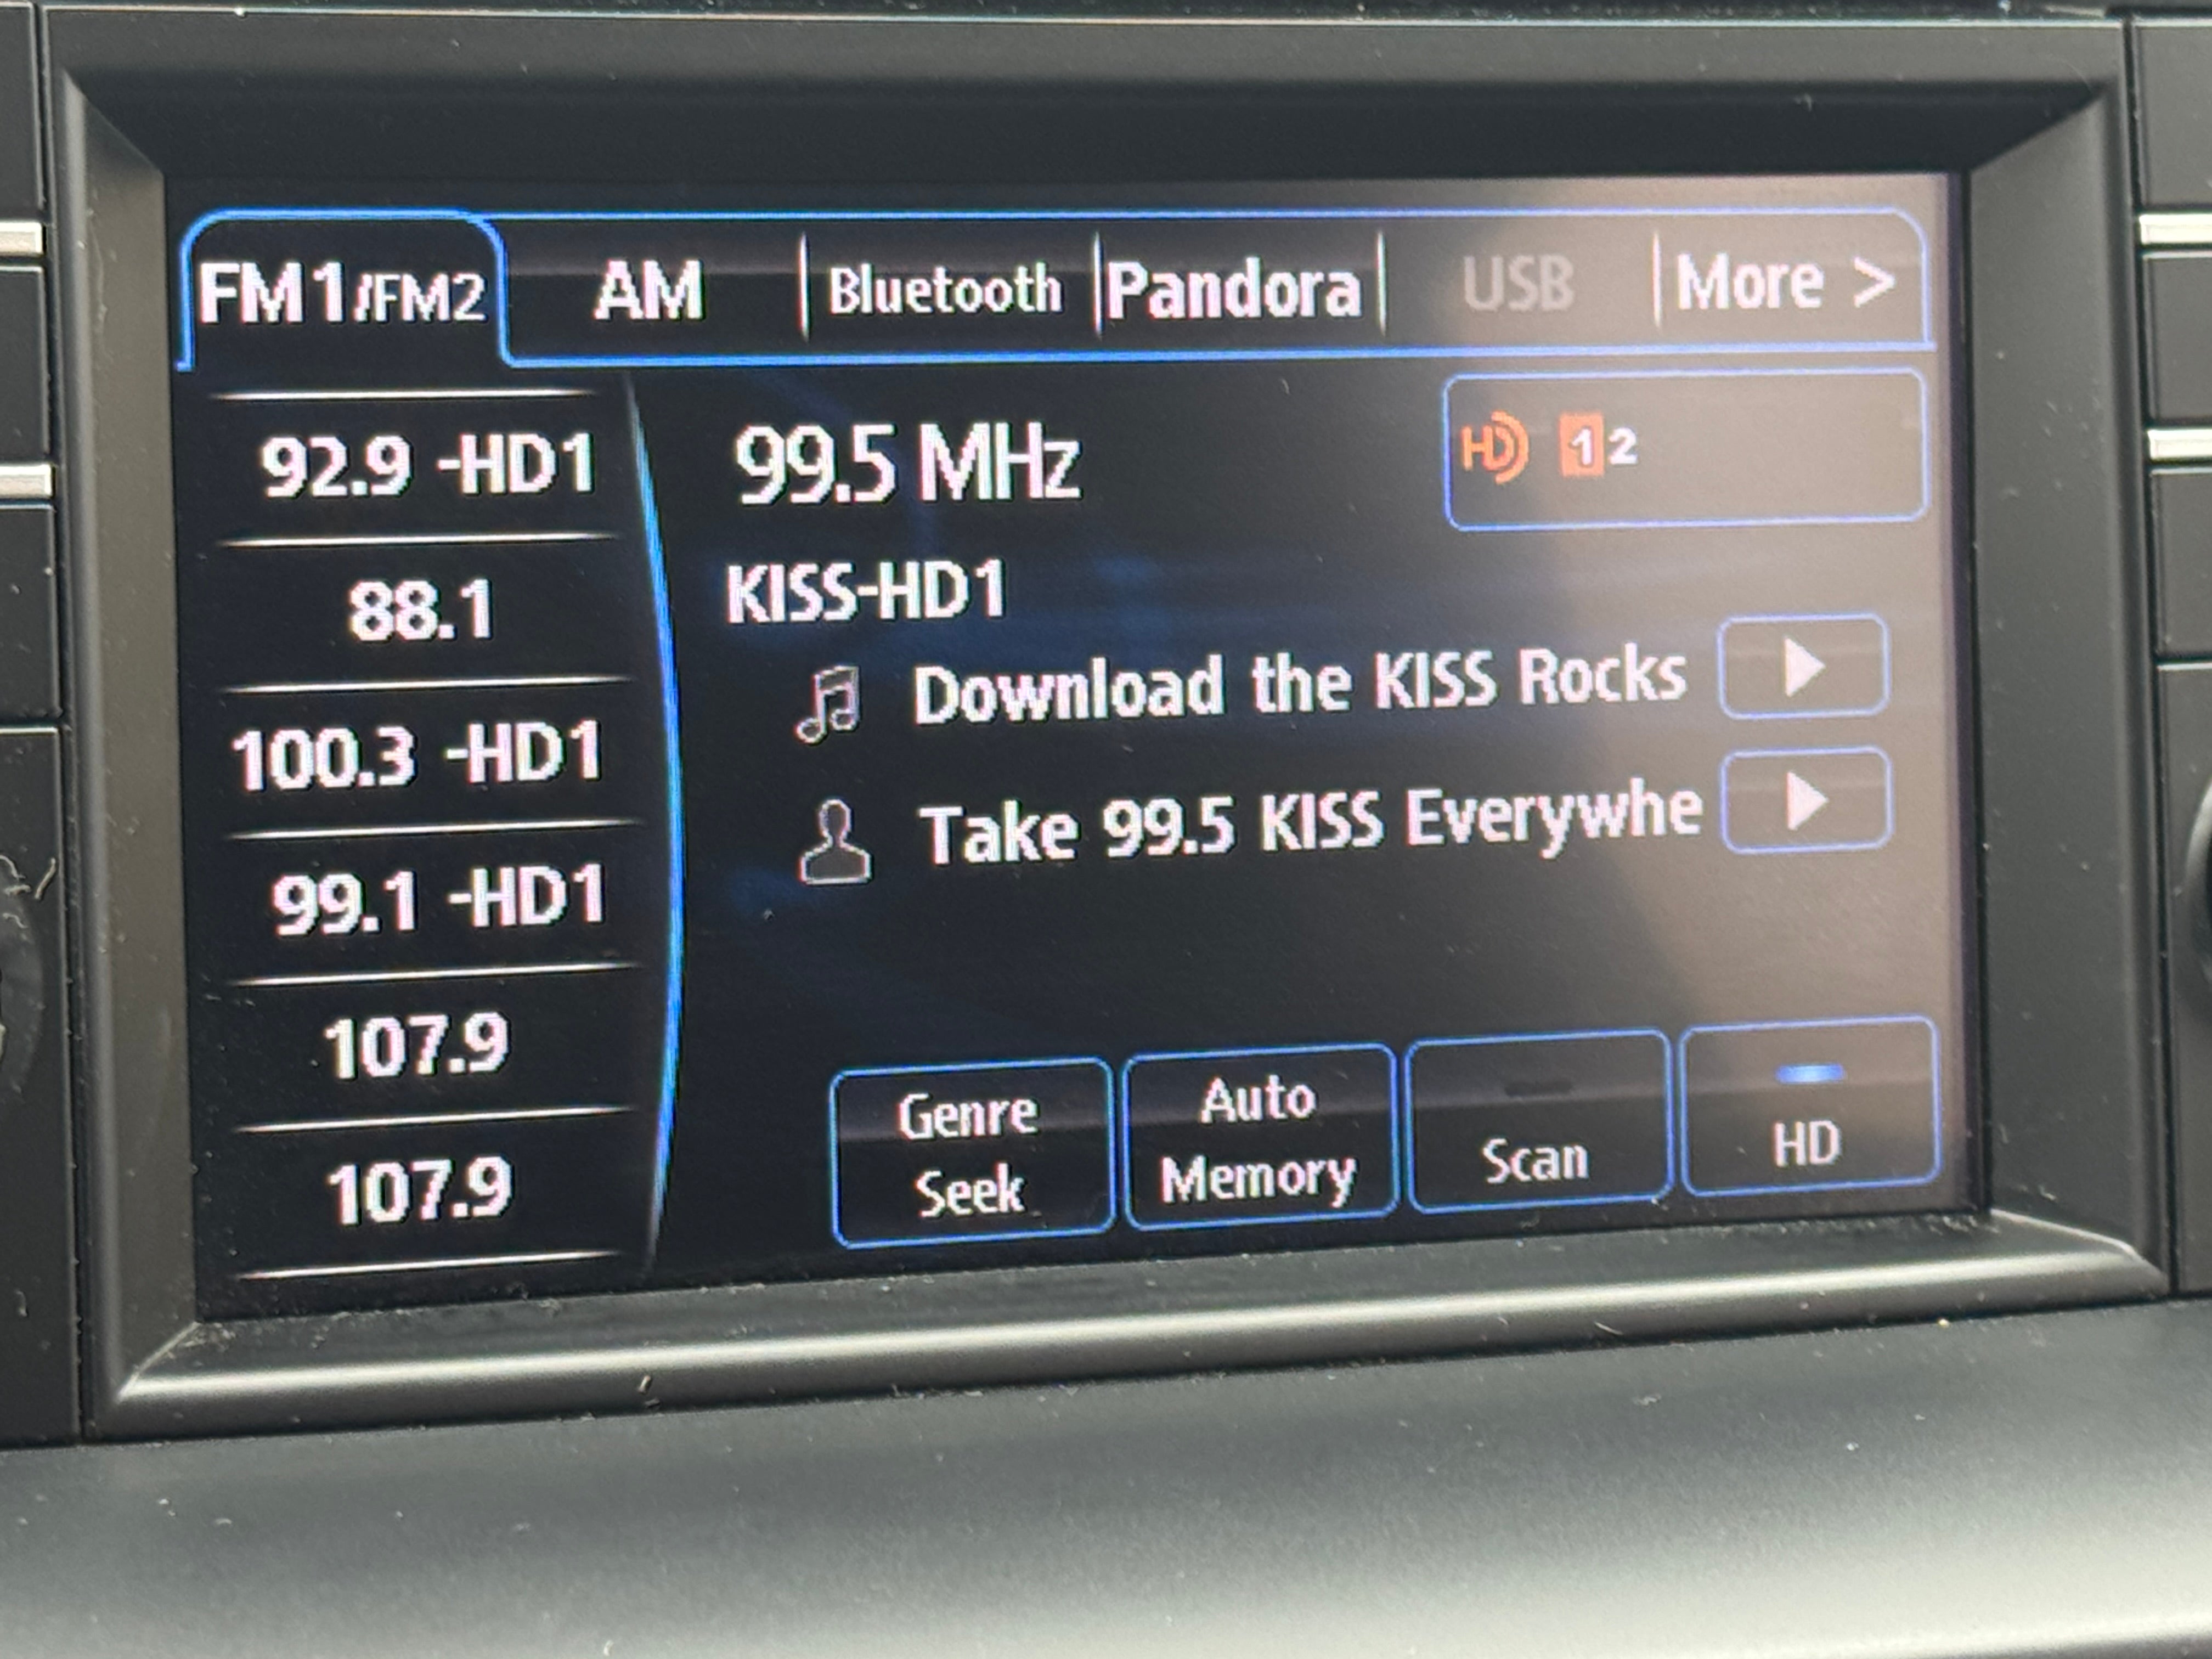 FM1/FM2 AM Bluetooth Pandora USB More >
99.5 MHz
HD 1 2
KISS-HD1
Download the KISS Rocks
Take 99.5 KISS Everywhe
92.9 -HD1
88.1
100.3 -HD1
99.1 -HD1
107.9
107.9
Genre
Seek
Auto
Memory
Scan
HD